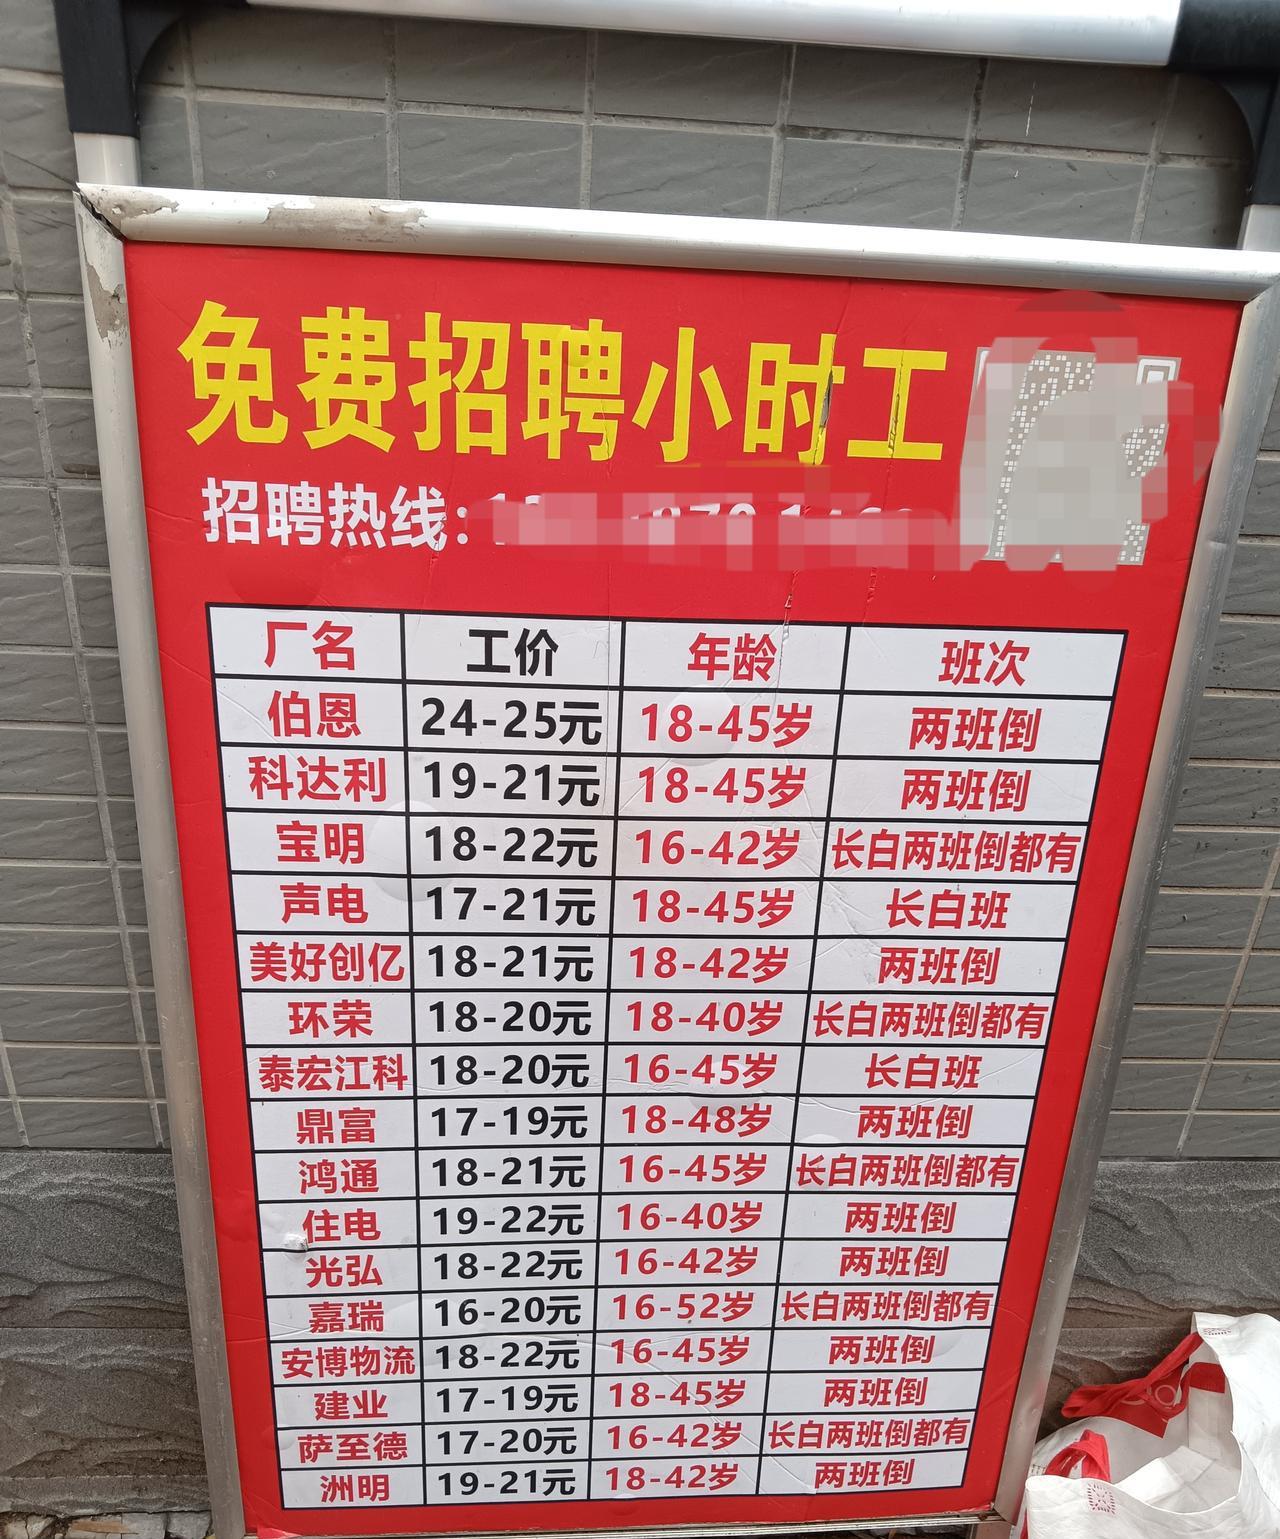 免费招聘小时工
招聘热线:
厂名 工价 年龄 班次
伯恩 24-25元 18-45岁 两班倒
科达利 19-21元 18-45岁 两班倒
宝明 18-22元 16-42岁 长白两班倒都有
声电 17-21元 18-45岁 长白班
美好创亿 18-21元 18-42岁 两班倒
环荣 18-20元 18-40岁 长白两班倒都有
泰宏江科 18-20元 16-45岁 长白班
鼎富 17-19元 18-48岁 两班倒
鸿通 18-21元 16-45岁 长白两班倒都有
住电 19-22元 16-40岁 两班倒
光弘 18-22元 16-42岁 两班倒
嘉瑞 16-20元 16-52岁 长白两班倒都有
安博物流 18-22元 16-45岁 两班倒
建业 17-19元 18-45岁 两班倒
萨至德 17-20元 16-42岁 长白两班倒都有
洲明 19-21元 18-42岁 两班倒